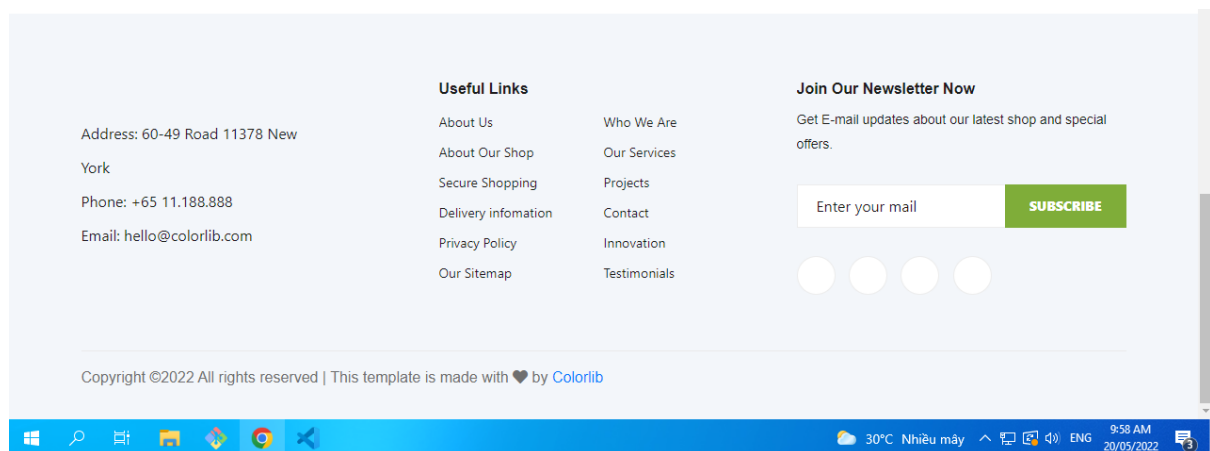 Address: 60-49 Road 11378 New
York
Phone: +65 11.188.888
Email: hello@colorlib.com
Useful Links
About Us
About Our Shop
Secure Shopping
Delivery infomation
Privacy Policy
Our Sitemap
Who We Are
Our Services
Projects
Contact
Innovation
Testimonials
Join Our Newsletter Now
Get E-mail updates about our latest shop and special
offers.
Enter your mail
SUBSCRIBE
Copyright ©2022 All rights reserved | This template is made with ♥ by Colorlib
30°C Nhiều mây
ENG
9:58 AM
20/05/2022
3